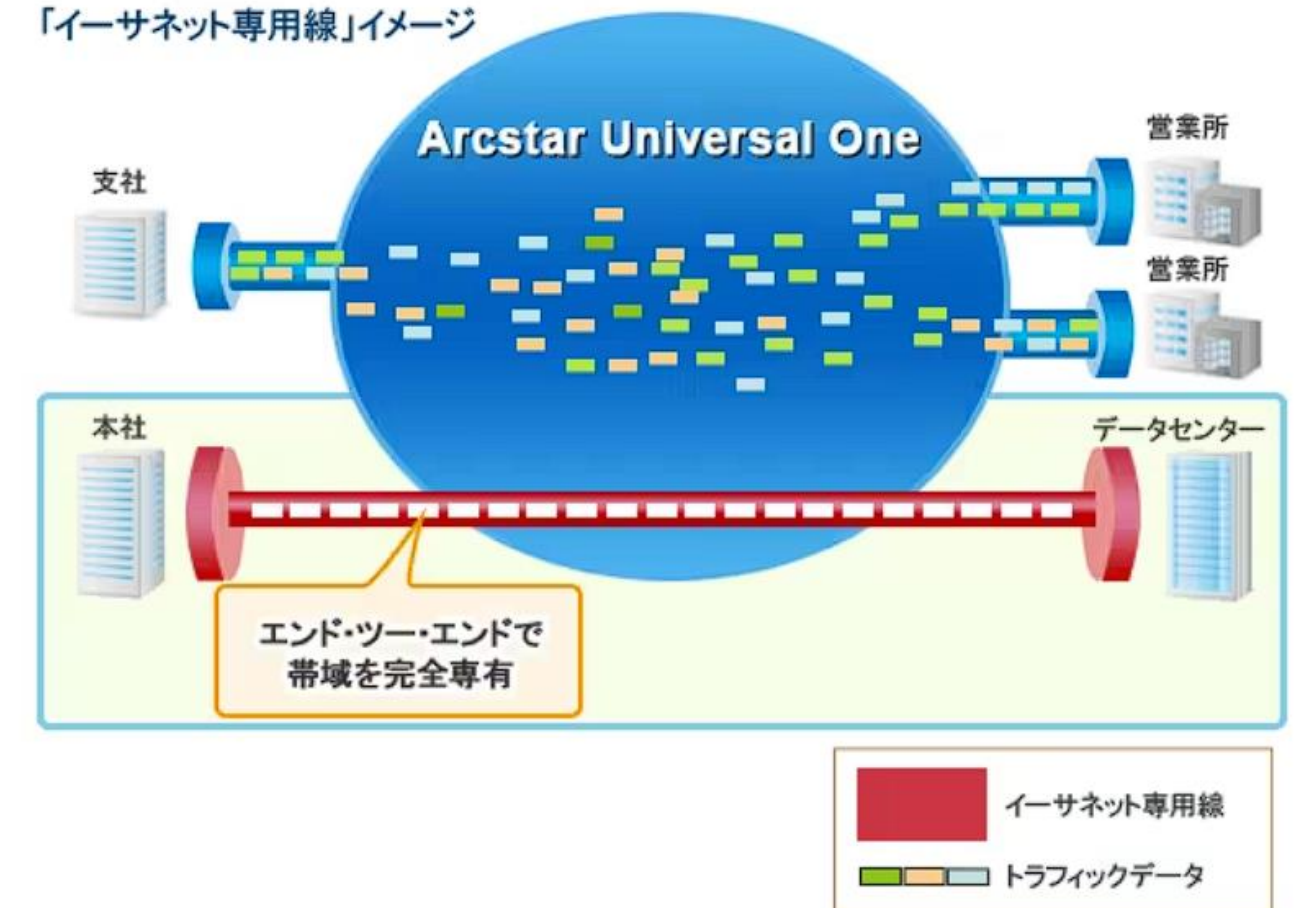 「イーサネット専用線」イメージ
Arcstar Universal One
支社
営業所
営業所
本社
データセンター
エンド・ツー・エンドで
帯域を完全専有
イーサネット専用線
トラフィックデータ